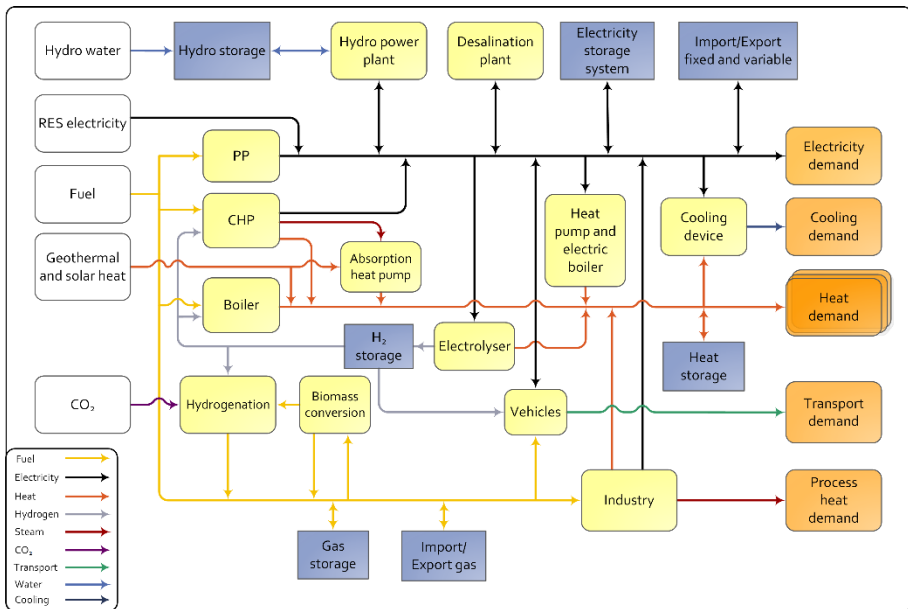 Hydro water
Hydro storage
Hydro power
plant
Desalination
plant
Electricity
storage
system
Import/Export
fixed and variable
RES electricity
PP
Electricity
demand
Fuel
CHP
Heat
pump and
electric
boiler
Cooling
device
Cooling
demand
Geothermal
and solar heat
Absorption
heat pump
Boiler
Heat
demand
H₂
storage
Electrolyser
Heat
storage
CO₂
Hydrogenation
Biomass
conversion
Vehicles
Transport
demand
Fuel
Electricity
Heat
Hydrogen
Steam
CO₂
Transport
Water
Cooling
Industry
Process
heat
demand
Gas
storage
Import/
Export gas